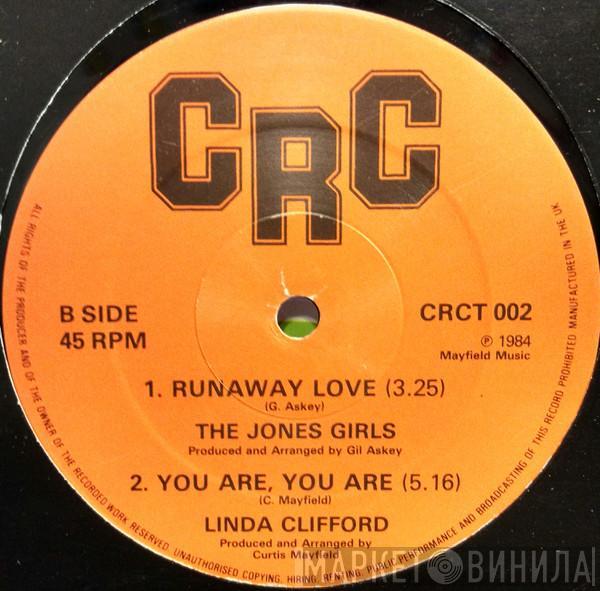 CRC
B SIDE
45 RPM
CRCT 002
℗ 1984
Mayfield Music
1. RUNAWAY LOVE (3.25)
(G. Askey)
THE JONES GIRLS
Produced and Arranged by Gil Askey
2. YOU ARE, YOU ARE (5.16)
(C. Mayfield)
LINDA CLIFFORD
Produced and Arranged by
Curtis Mayfield
ALL RIGHTS OF THE PRODUCER AND OF THE OWNER OF THE RECORDED WORK RESERVED. UNAUTHORISED COPYING, HIRING, RENTING, PUBLIC PERFORMANCE AND BROADCASTING OF THIS RECORD PROHIBITED MANUFACTURED IN THE UK
МАРКЕТ ВИНИЛА